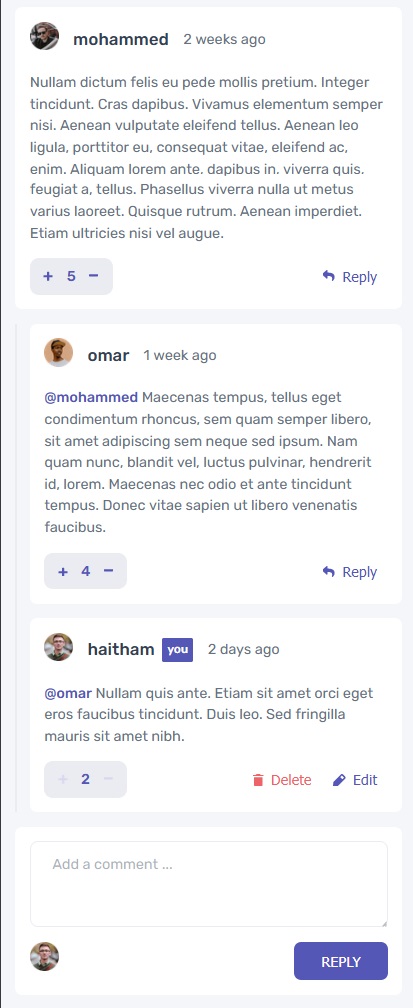 mohammed 2 weeks ago
Nullam dictum felis eu pede mollis pretium. Integer
tincidunt. Cras dapibus. Vivamus elementum semper
nisi. Aenean vulputate eleifend tellus. Aenean leo
ligula, porttitor eu, consequat vitae, eleifend ac,
enim. Aliquam lorem ante. dapibus in. viverra quis.
feugiat a, tellus. Phasellus viverra nulla ut metus
varius laoreet. Quisque rutrum. Aenean imperdiet.
Etiam ultricies nisi vel augue.
+ 5 − Reply
omar 1 week ago
@mohammed Maecenas tempus, tellus eget
condimentum rhoncus, sem quam semper libero,
sit amet adipiscing sem neque sed ipsum. Nam
quam nunc, blandit vel, luctus pulvinar, hendrerit
id, lorem. Maecenas nec odio et ante tincidunt
tempus. Donec vitae sapien ut libero venenatis
faucibus.
+ 4 − Reply
haitham you 2 days ago
@omar Nullam quis ante. Etiam sit amet orci eget
eros faucibus tincidunt. Duis leo. Sed fringilla
mauris sit amet nibh.
+ 2 − Delete Edit
Add a comment ...
REPLY